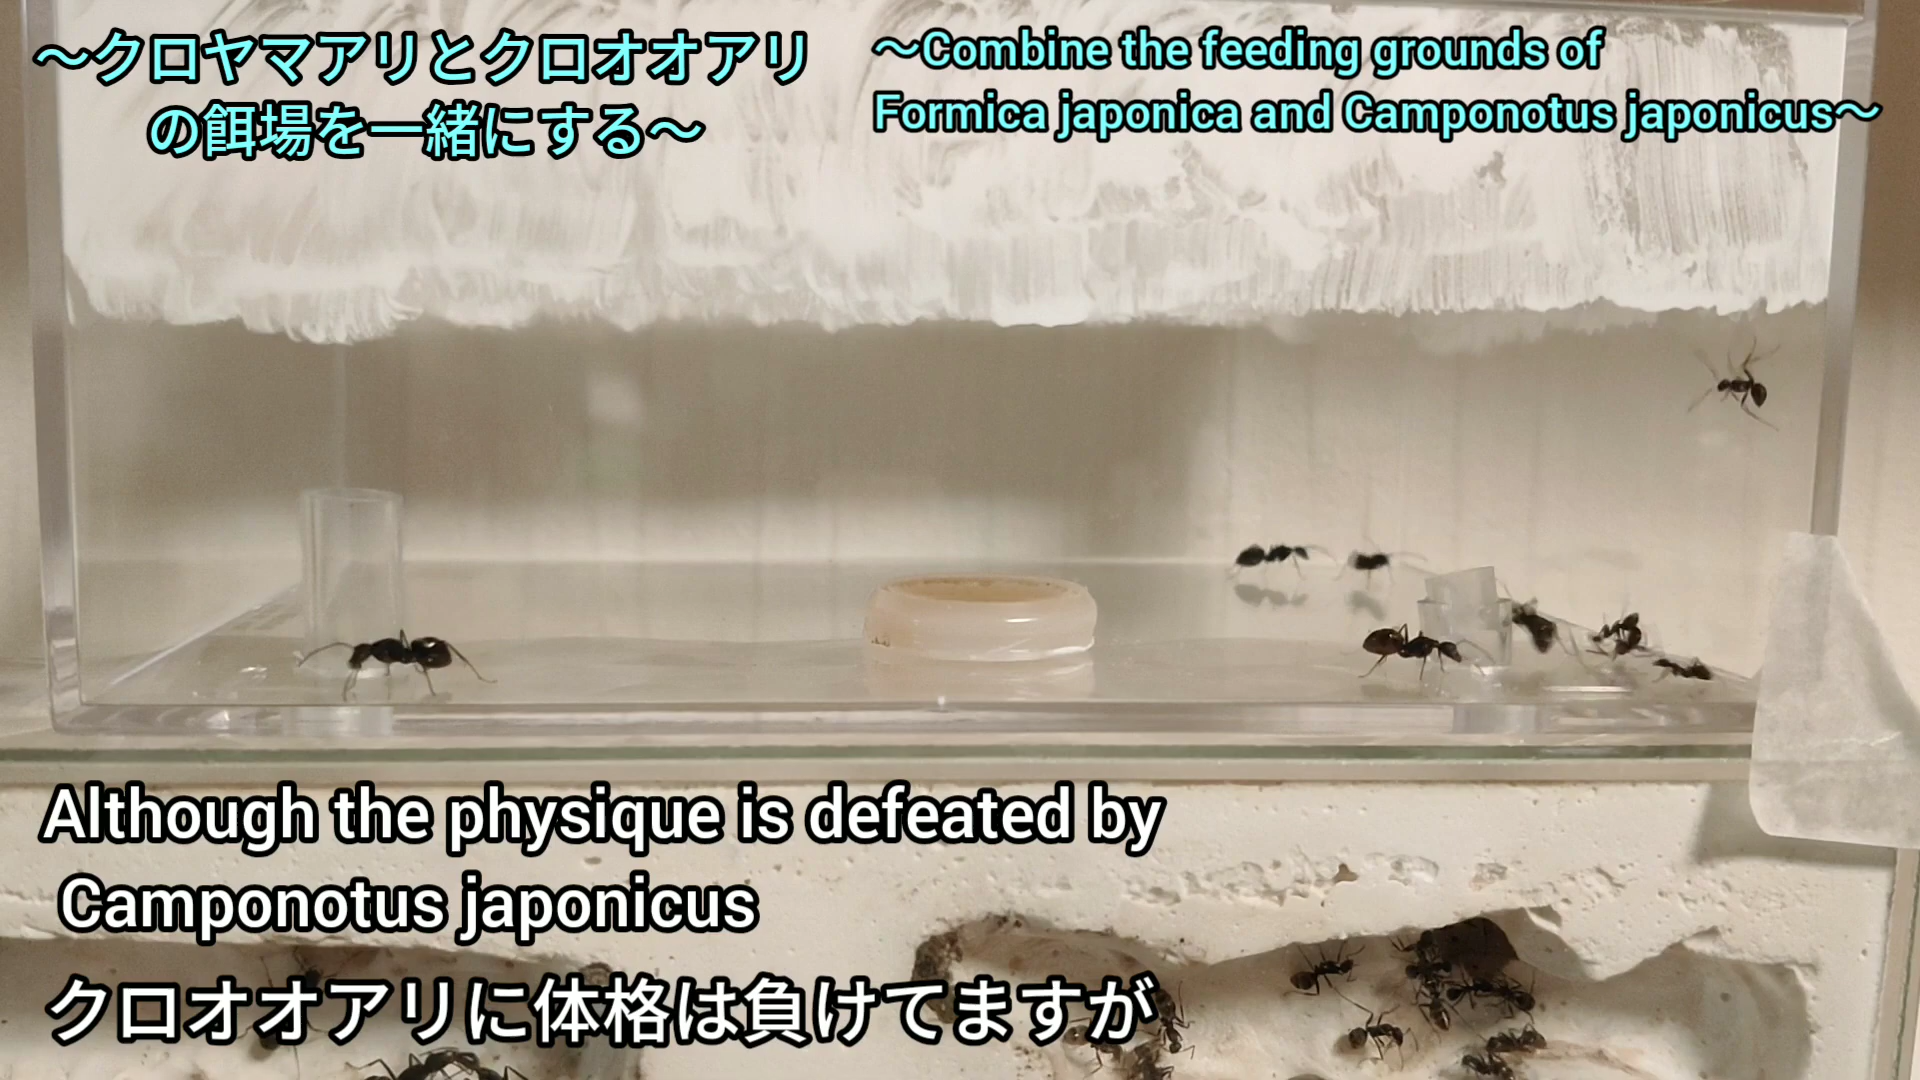 ～クロヤマアリとクロオオアリ
の餌場を一緒にする～
～Combine the feeding grounds of
Formica japonica and Camponotus japonicus～
Although the physique is defeated by
Camponotus japonicus
クロオオアリに体格は負けてますが